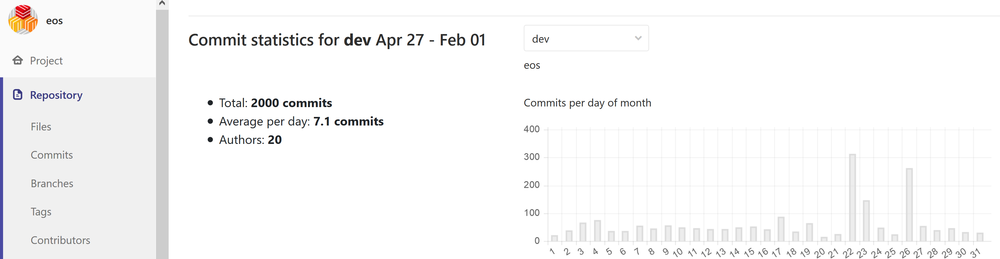 eos
Project
Repository
Files
Commits
Branches
Tags
Contributors
Commit statistics for dev Apr 27 - Feb 01
dev
eos
Total: 2000 commits
Average per day: 7.1 commits
Authors: 20
Commits per day of month
400
300
200
100
0
1 2 3 4 5 6 7 8 9 10 11 12 13 14 15 16 17 18 19 20 21 22 23 24 25 26 27 28 29 30 31